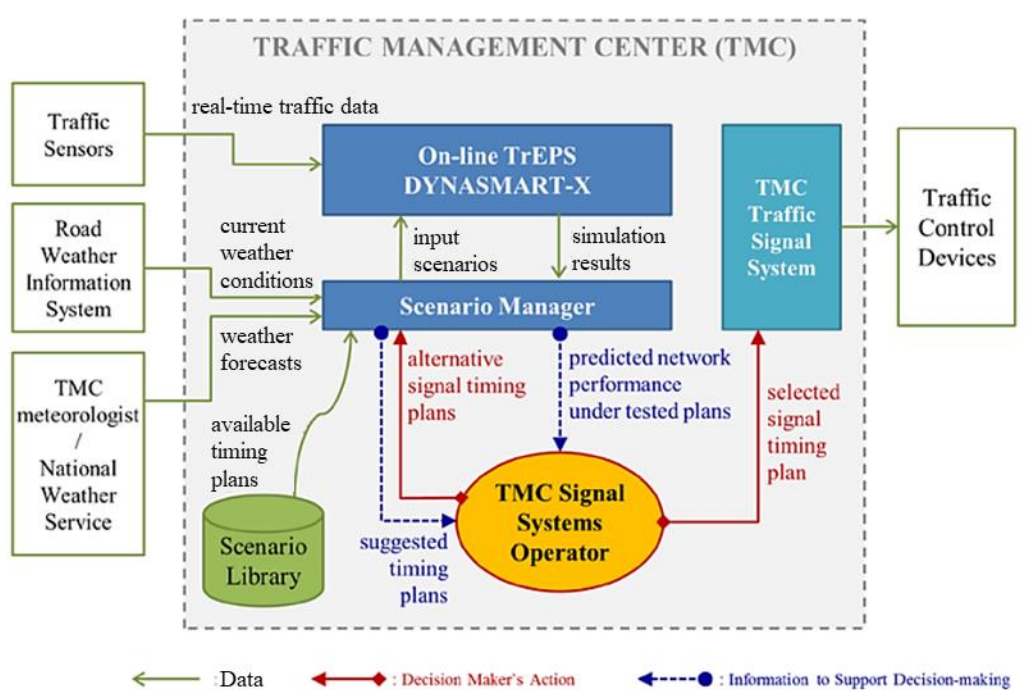 TRAFFIC MANAGEMENT CENTER (TMC)
real-time traffic data
Traffic
Sensors
On-line TrEPS
DYNASMART-X
TMC
Traffic
Signal
System
Traffic
Control
Devices
Road
Weather
Information
System
current
weather
conditions
input
scenarios
simulation
results
Scenario Manager
weather
forecasts
TMC
meteorologist
/
National
Weather
Service
alternative
signal timing
plans
predicted network
performance
under tested plans
selected
signal
timing
plan
available
timing
plans
TMC Signal
Systems
Operator
Scenario
Library
suggested
timing
plans
: Data
: Decision Maker's Action
: Information to Support Decision-making